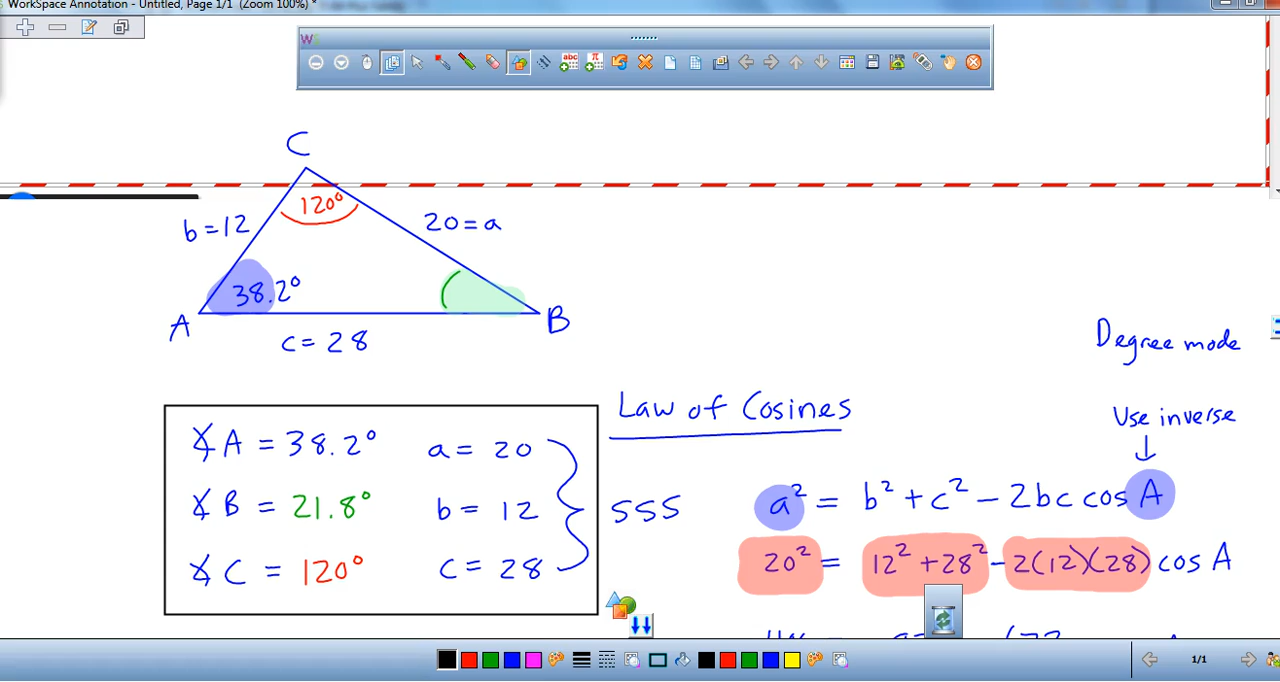 WorkSpace Annotation - Untitled, Page 1/1 (Zoom 100%) *
C
120°
b = 12
20 = a
38.2°
A
B
c = 28
Degree mode
Law of Cosines
Use inverse
∡ A = 38.2° a = 20
∡ B = 21.8° b = 12
∡ C = 120° c = 28
SSS
a² = b² + c² - 2bc cos A
20² = 12² + 28² - 2(12)(28) cos A
1/1